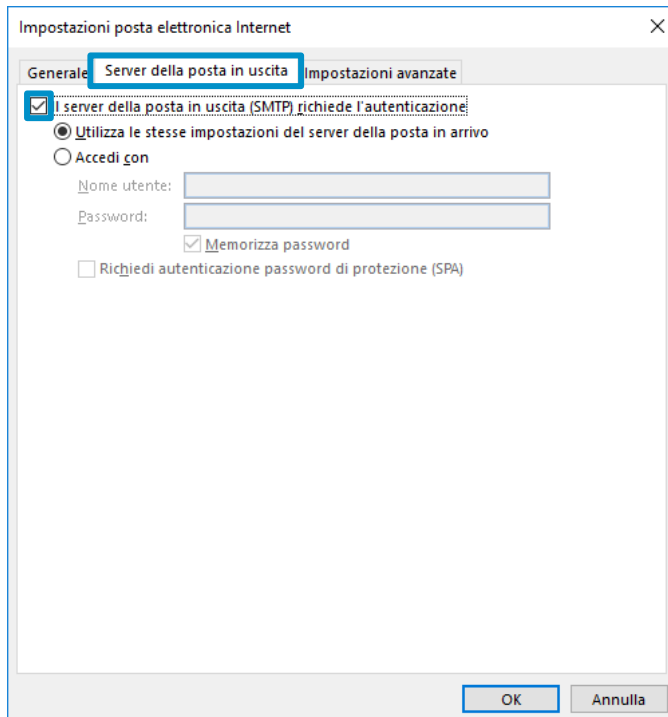 Impostazioni posta elettronica Internet
Generale Server della posta in uscita Impostazioni avanzate
l server della posta in uscita (SMTP) richiede l'autenticazione
Utilizza le stesse impostazioni del server della posta in arrivo
Accedi con
Nome utente:
Password:
Memorizza password
Richiedi autenticazione password di protezione (SPA)
OK Annulla